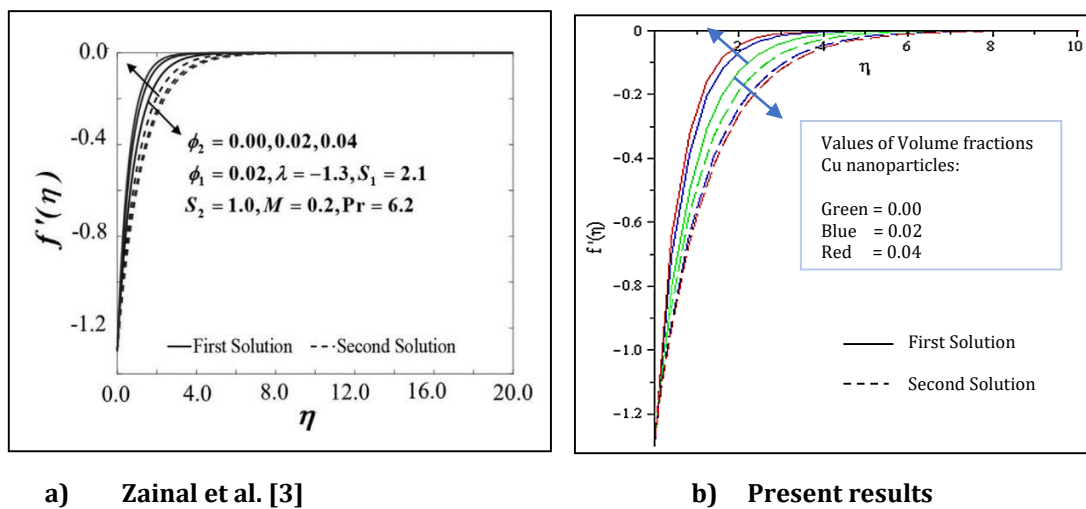 0.0
-0.4
-0.8
-1.2
f '(η)
ϕ₂ = 0.00, 0.02, 0.04
ϕ₁ = 0.02, λ = −1.3, S₁ = 2.1
S₂ = 1.0, M = 0.2, Pr = 6.2
First Solution Second Solution
0.0 4.0 8.0 12.0 16.0 20.0
η
a) Zainal et al. [3]
0
2 4 6 8 10
η
−0.2
−0.4
−0.6
−0.8
−1.0
−1.2
f '(η)
Values of Volume fractions
Cu nanoparticles:
Green = 0.00
Blue = 0.02
Red = 0.04
First Solution
Second Solution
b) Present results